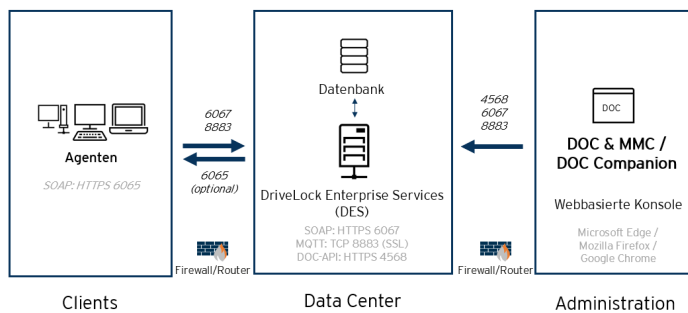 Agenten
SOAP: HTTPS 6065
Clients
6067
8883
6065
(optional)
Firewall/Router
Datenbank
DriveLock Enterprise Services
(DES)
SOAP: HTTPS 6067
MQTT: TCP 8883 (SSL)
DOC-API: HTTPS 4568
Data Center
4568
6067
8883
Firewall/Router
DOC
DOC & MMC /
DOC Companion
Webbasierte Konsole
Microsoft Edge /
Mozilla Firefox /
Google Chrome
Administration